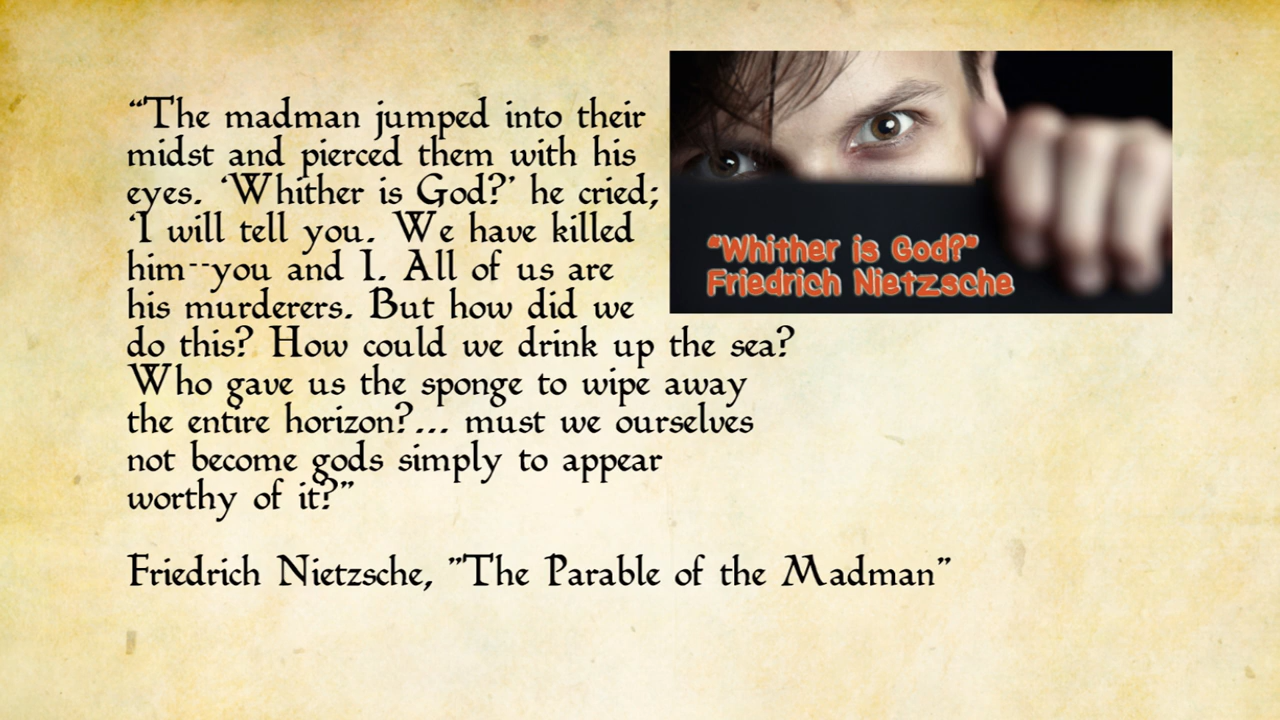 “The madman jumped into their
midst and pierced them with his
eyes. ‘Whither is God?’ he cried;
‘I will tell you. We have killed
him--you and I. All of us are
his murderers. But how did we
do this? How could we drink up the sea?
Who gave us the sponge to wipe away
the entire horizon?... must we ourselves
not become gods simply to appear
worthy of it?”
Friedrich Nietzsche, ”The Parable of the Madman”
“Whither is God?”
Friedrich Nietzsche